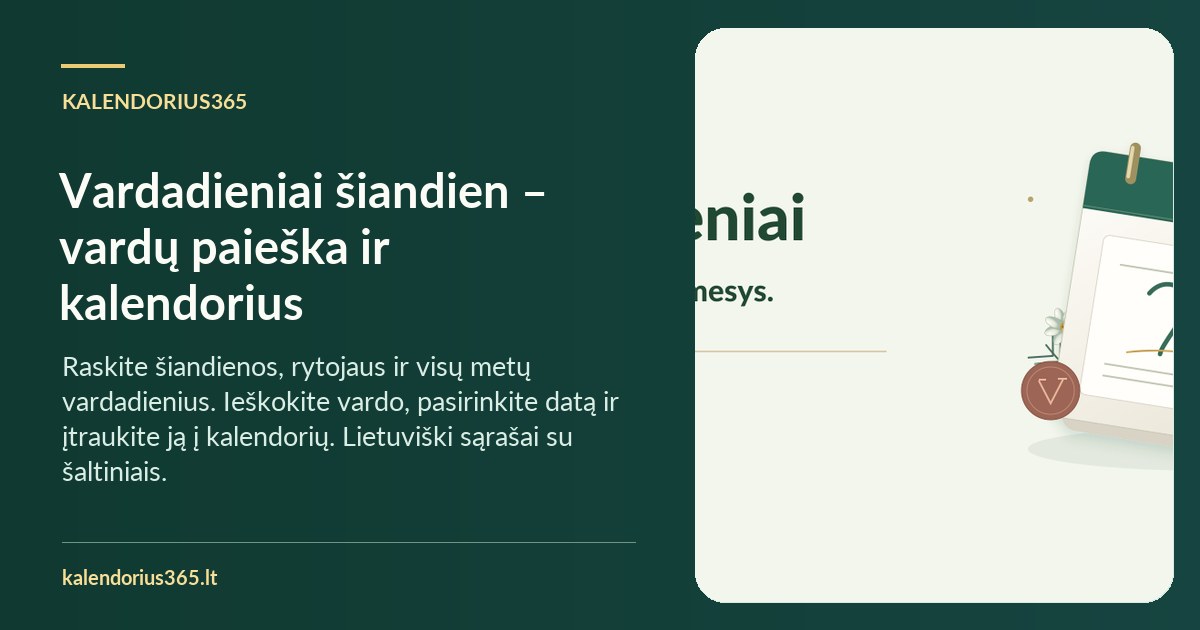 KALENDORIUS365
Vardadieniai šiandien –
vardų paieška ir
kalendorius
Raskite šiandienos, rytojaus ir visų metų
vardadienius. Ieškokite vardo, pasirinkite datą ir
įtraukite ją į kalendorių. Lietuviški sąrašai su
šaltiniais.
kalendorius365.lt
eniai
mesys.
V